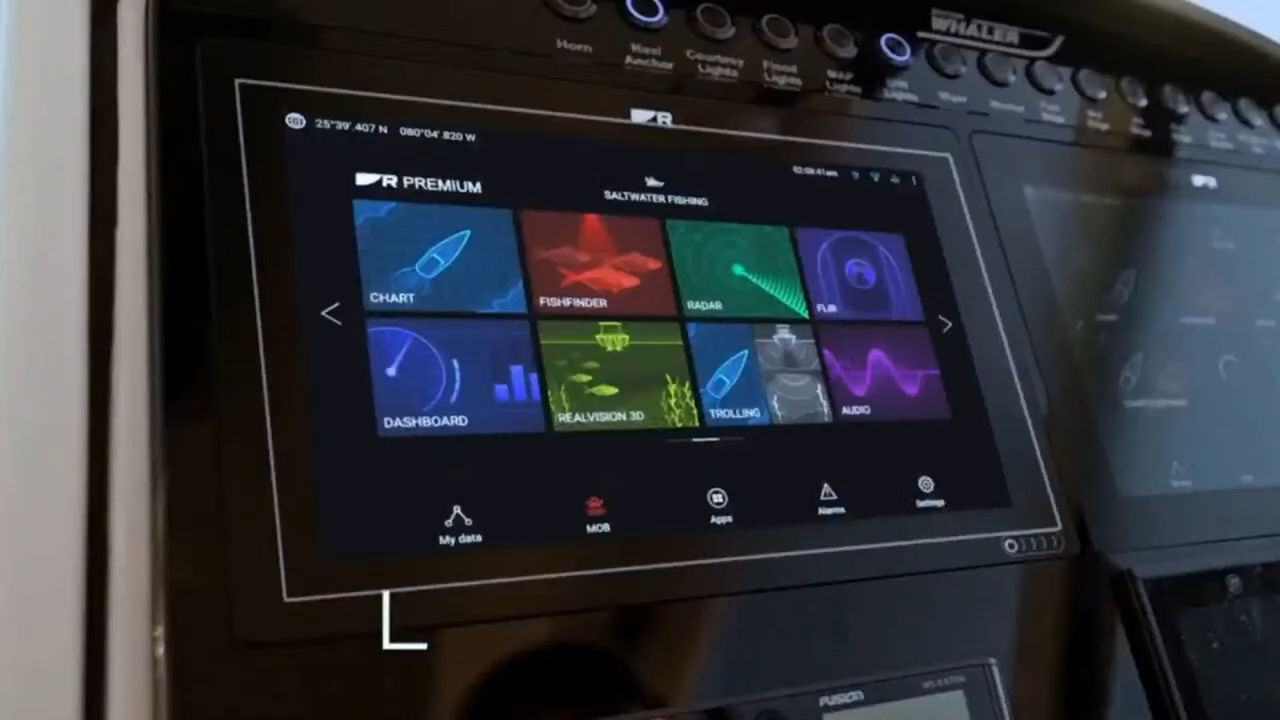 WHALER
Horn
Reel Anchor
Courtesy Lights
Flood Lights
Lights
R
25°39'.407 N 080°04'.820 W
R PREMIUM
SALTWATER FISHING
CHART
FISHFINDER
RADAR
FLIR
DASHBOARD
REALVISION 3D
TROLLING
AUDIO
My data
MOB
Apps
Alarms
Settings
FUSION